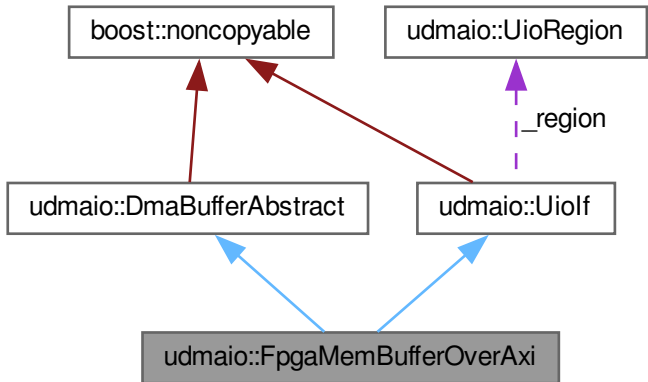 boost::noncopyable
udmaio::UioRegion
_region
udmaio::DmaBufferAbstract
udmaio::UioIf
udmaio::FpgaMemBufferOverAxi